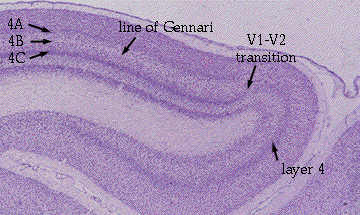 4A
4B
4C
line of Gennari
V1-V2
transition
layer 4